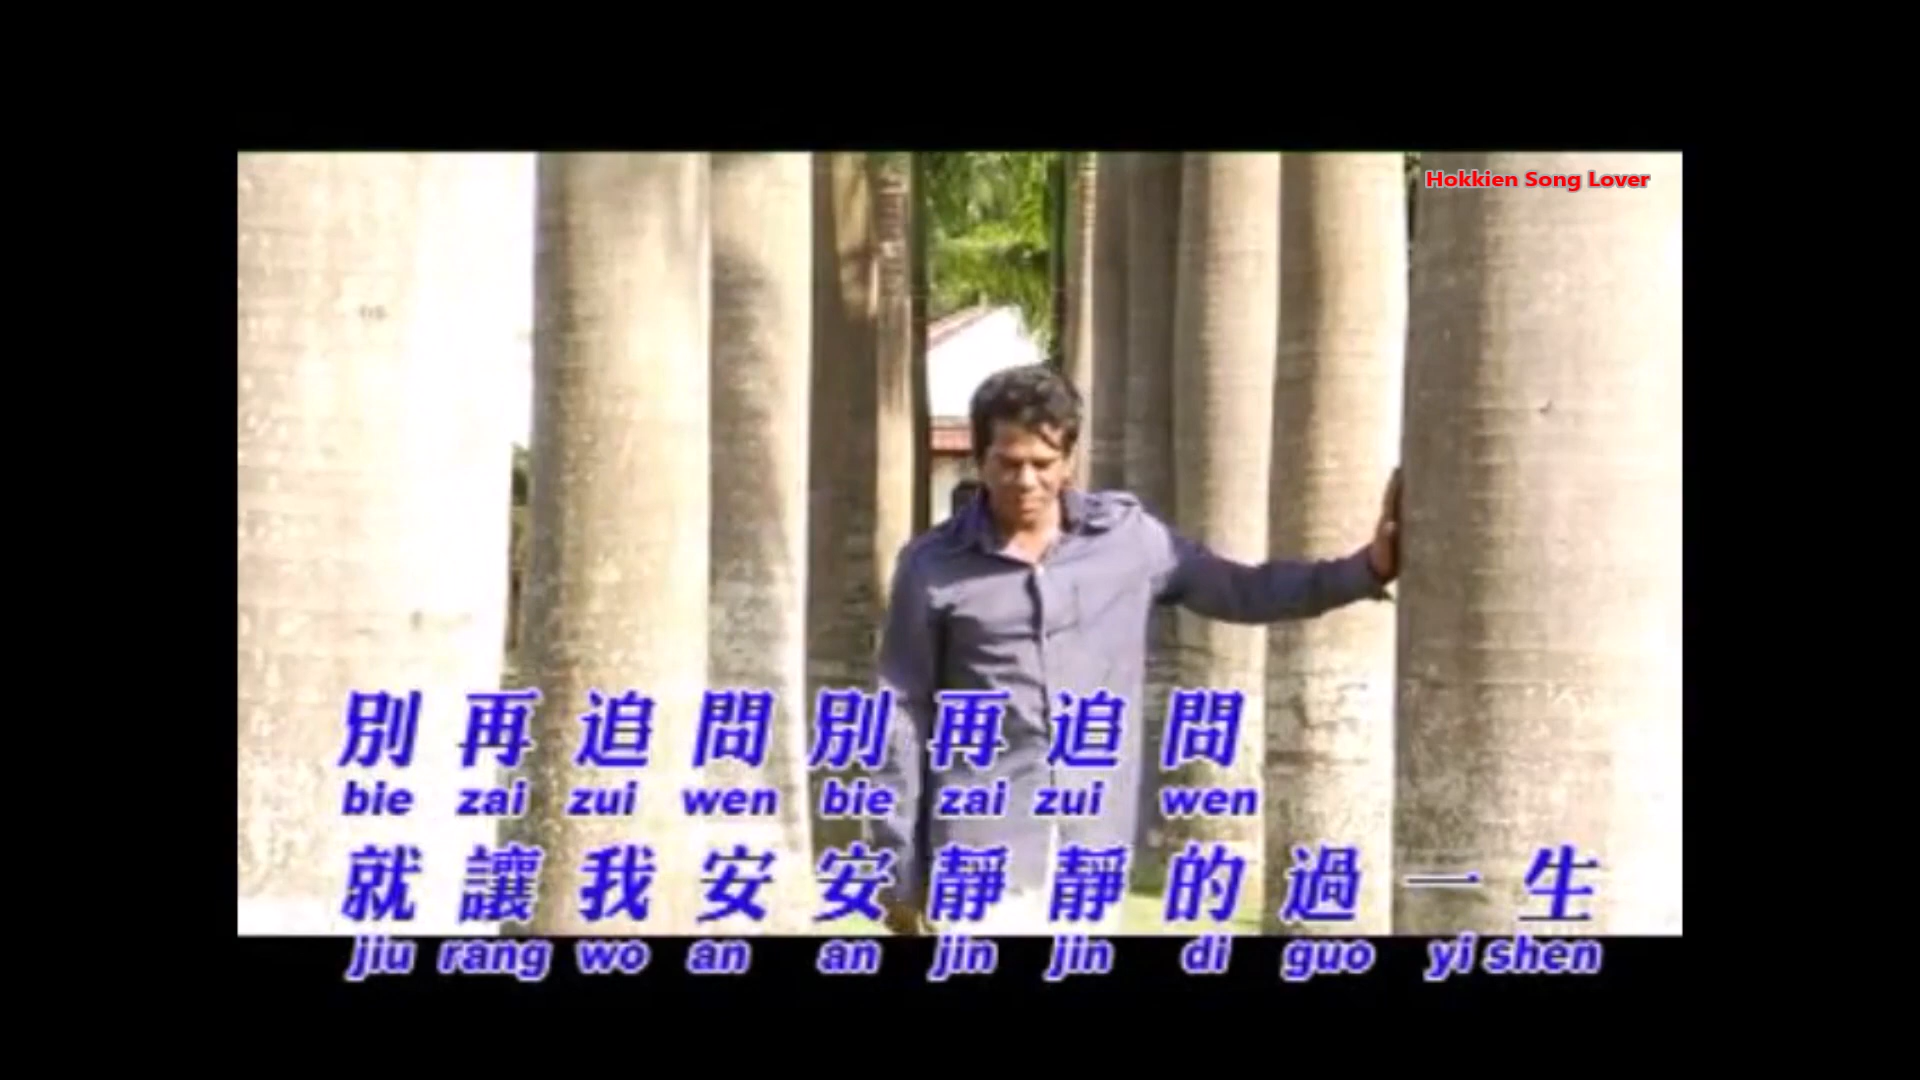 Hokkien Song Lover
別再追問別再追問
bie zai zui wen bie zai zui wen
就讓我安安靜靜的過一生
jiu rang wo an an jin jin di guo yi shen